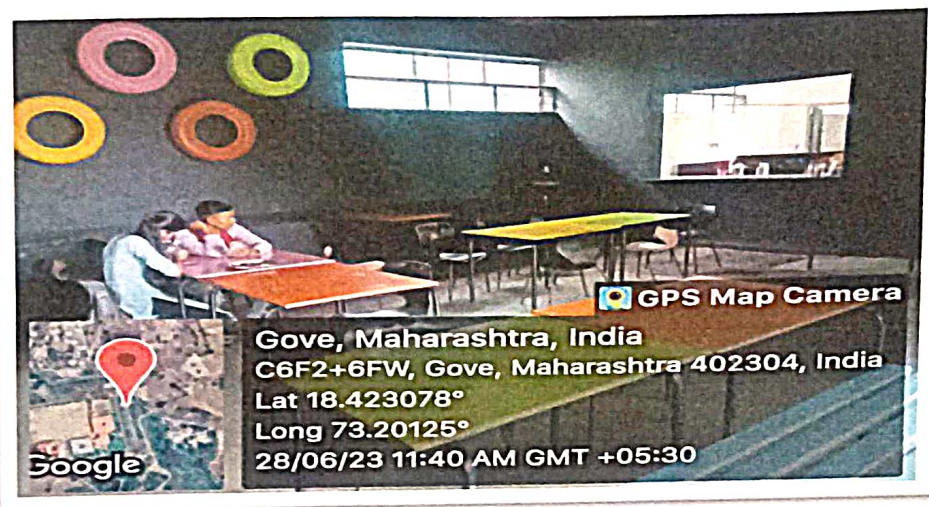 GPS Map Camera
Gove, Maharashtra, India
C6F2+6FW, Gove, Maharashtra 402304, India
Lat 18.423078°
Long 73.20125°
28/06/23 11:40 AM GMT +05:30
Google